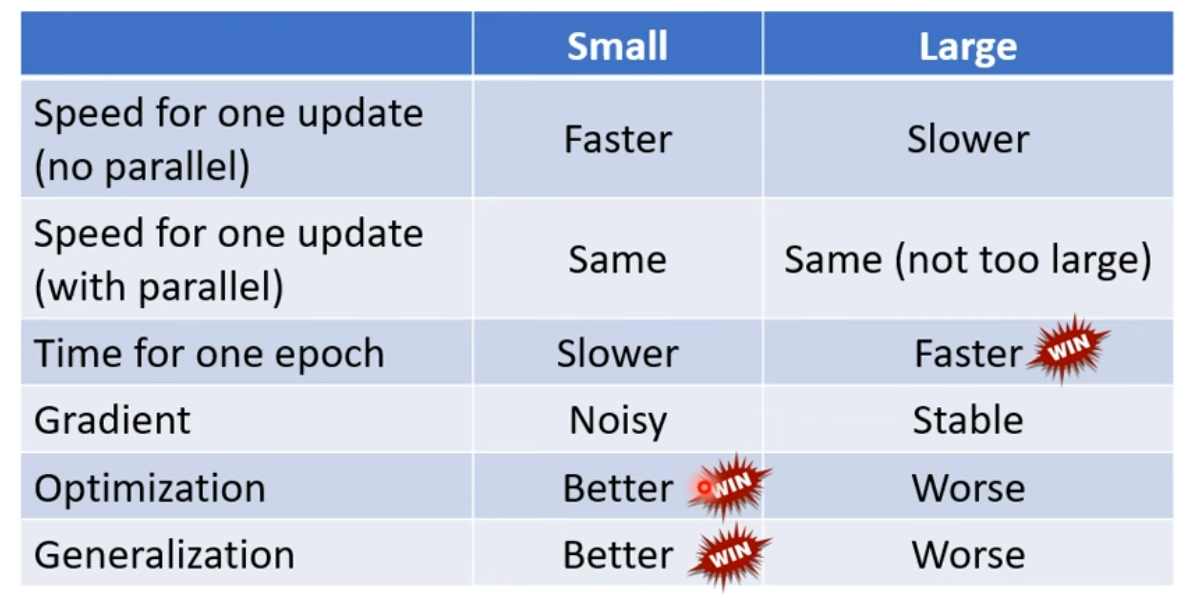 Small Large
Speed for one update
(no parallel)
Faster Slower
Speed for one update
(with parallel)
Same Same (not too large)
Time for one epoch Slower Faster WIN
Gradient Noisy Stable
Optimization Better WIN Worse
Generalization Better WIN Worse